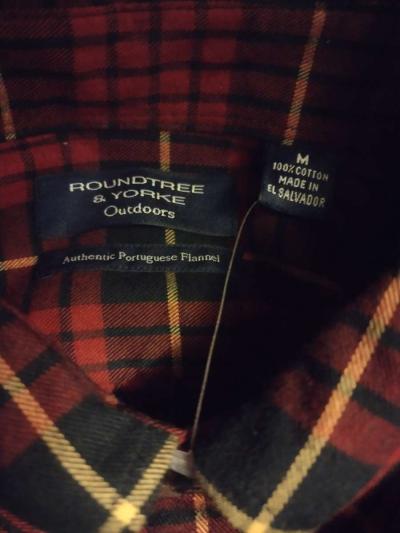 ROUNDTREE
& YORKE
Outdoors
Authentic Portuguese Flannel
M
100% COTTON
MADE IN
EL SALVADOR